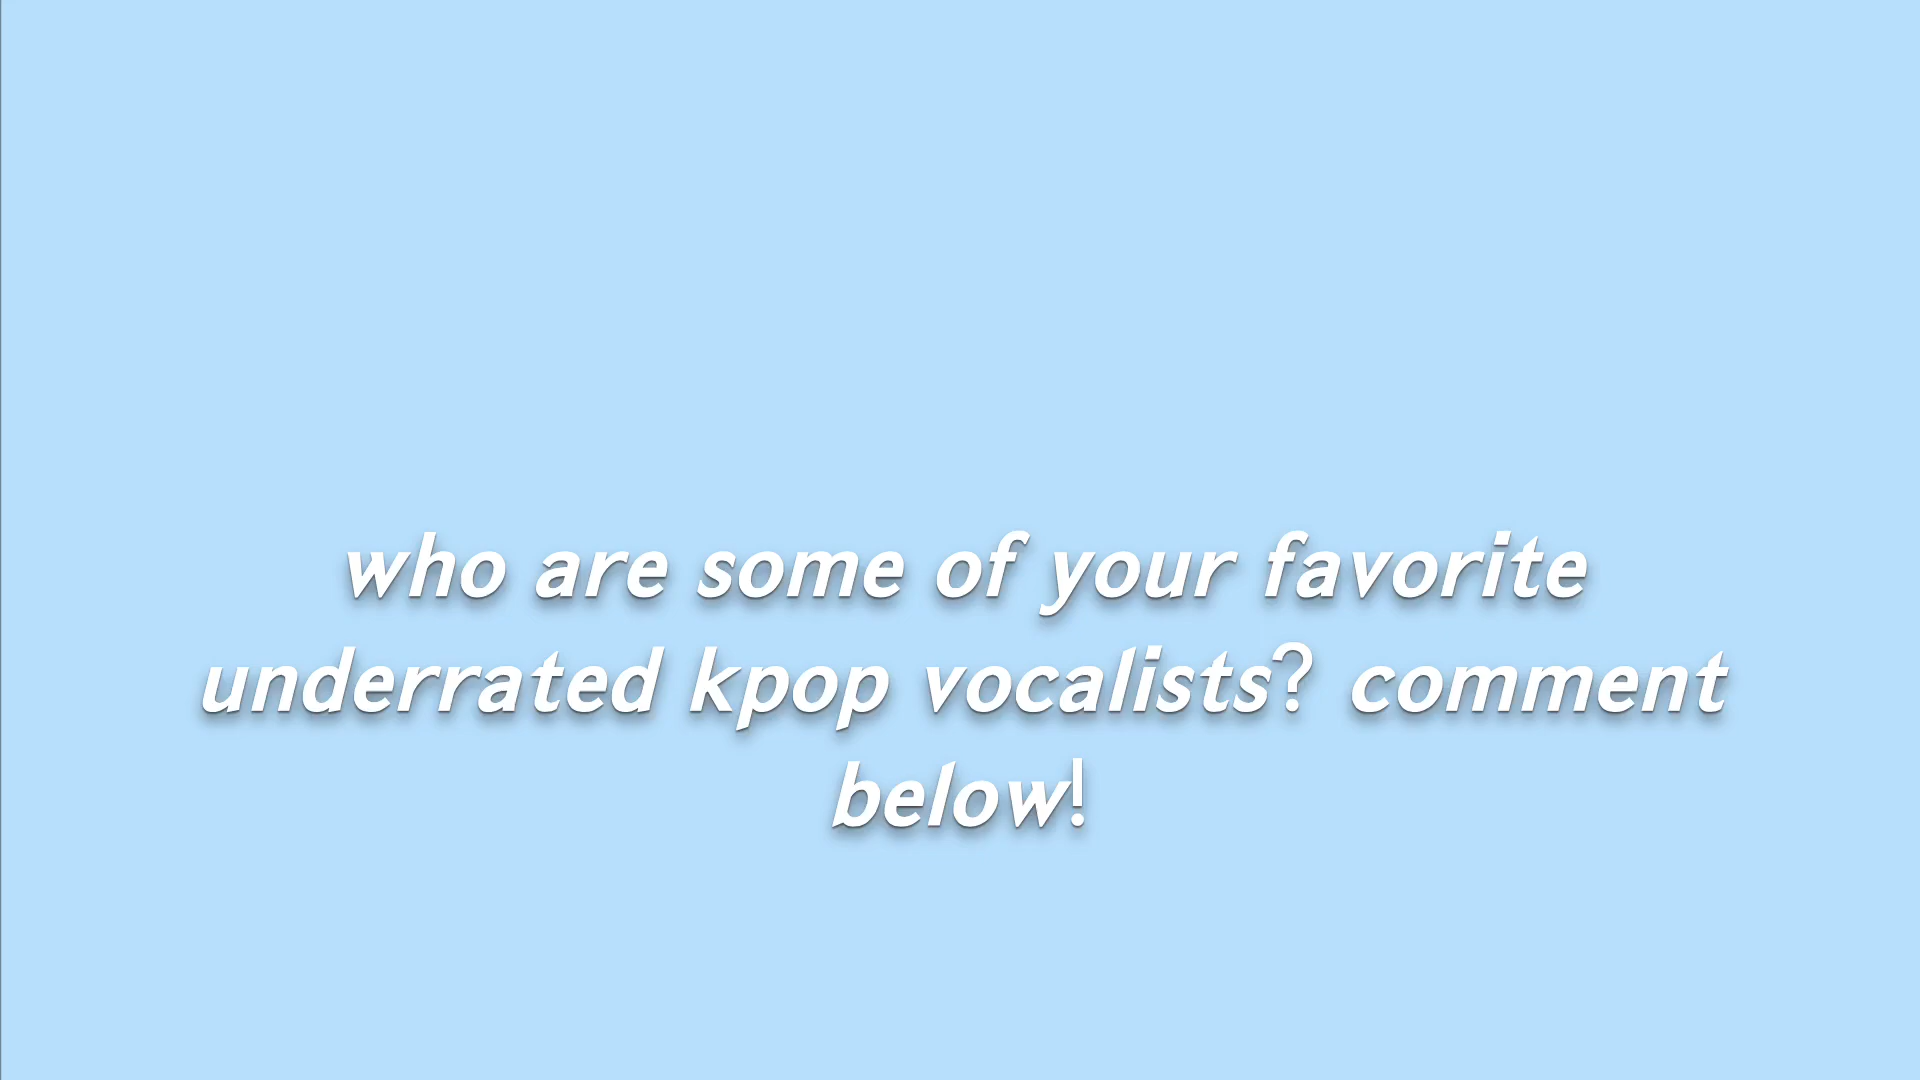 who are some of your favorite
underrated kpop vocalists? comment
below!